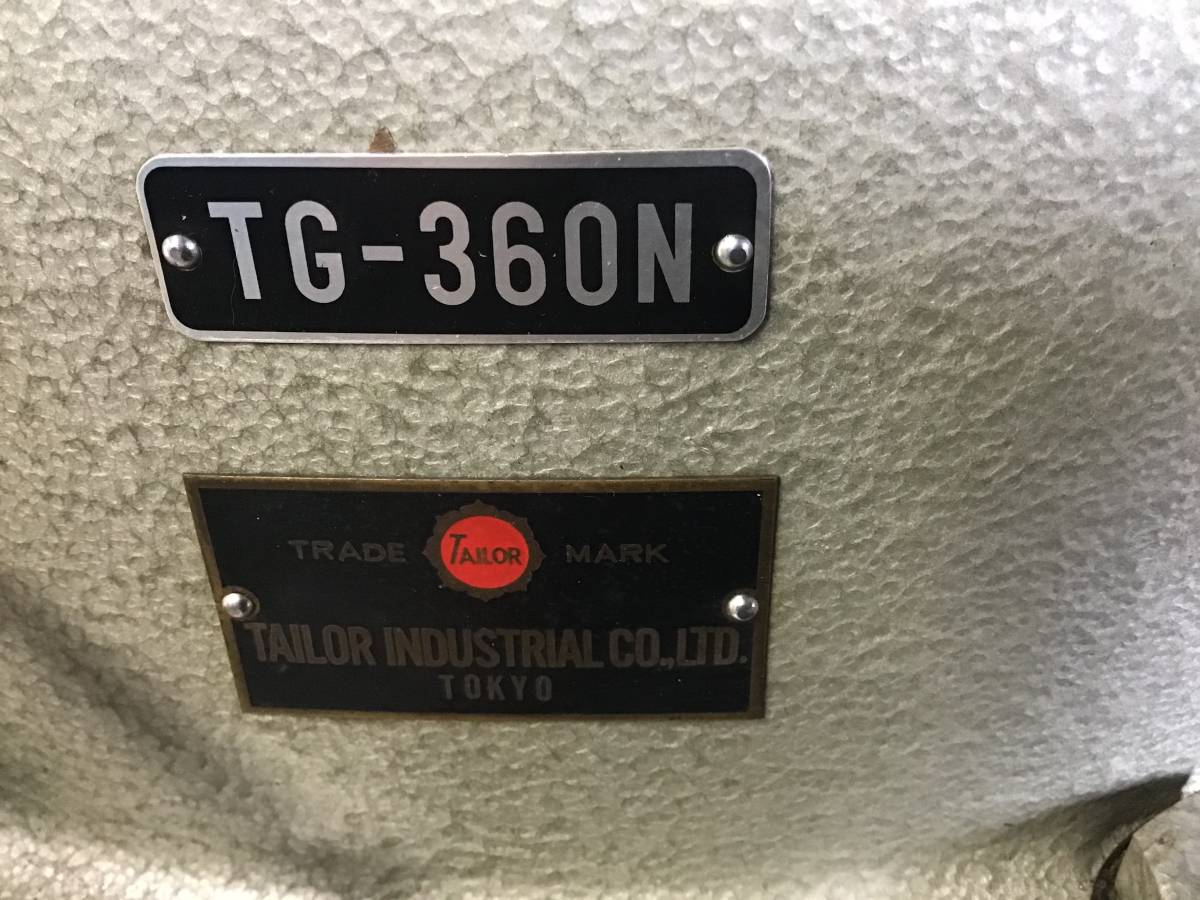 TG-360N
TRADE TAILOR MARK
TAILOR INDUSTRIAL CO.,LTD.
TOKYO